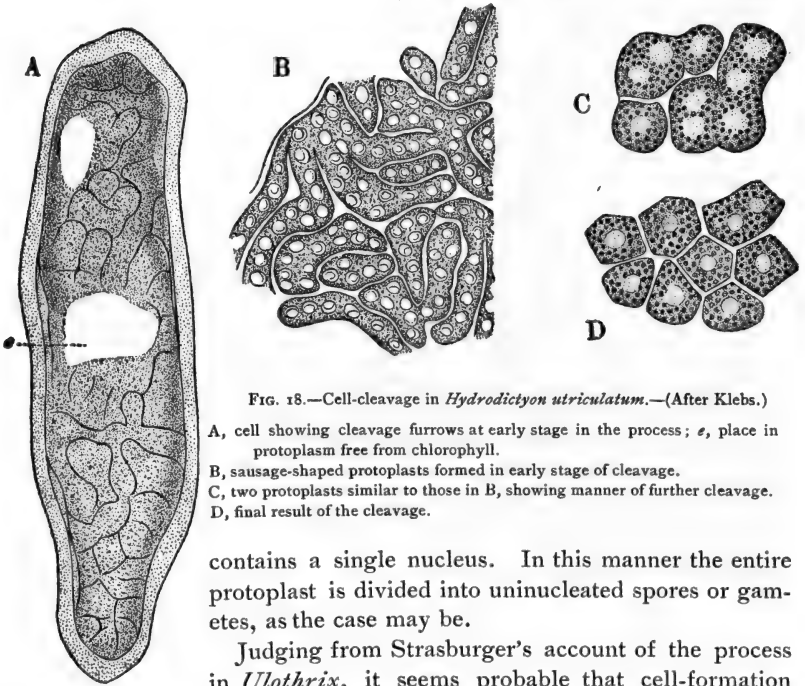 A
B
C
D
e
FIG. 18.—Cell-cleavage in Hydrodictyon utriculatum.—(After Klebs.)
A, cell showing cleavage furrows at early stage in the process; e, place in
protoplasm free from chlorophyll.
B, sausage-shaped protoplasts formed in early stage of cleavage.
C, two protoplasts similar to those in B, showing manner of further cleavage.
D, final result of the cleavage.
contains a single nucleus. In this manner the entire
protoplast is divided into uninucleated spores or gam-
etes, as the case may be.
Judging from Strasburger's account of the process
in Ulothrix, it seems probable that cell-formation